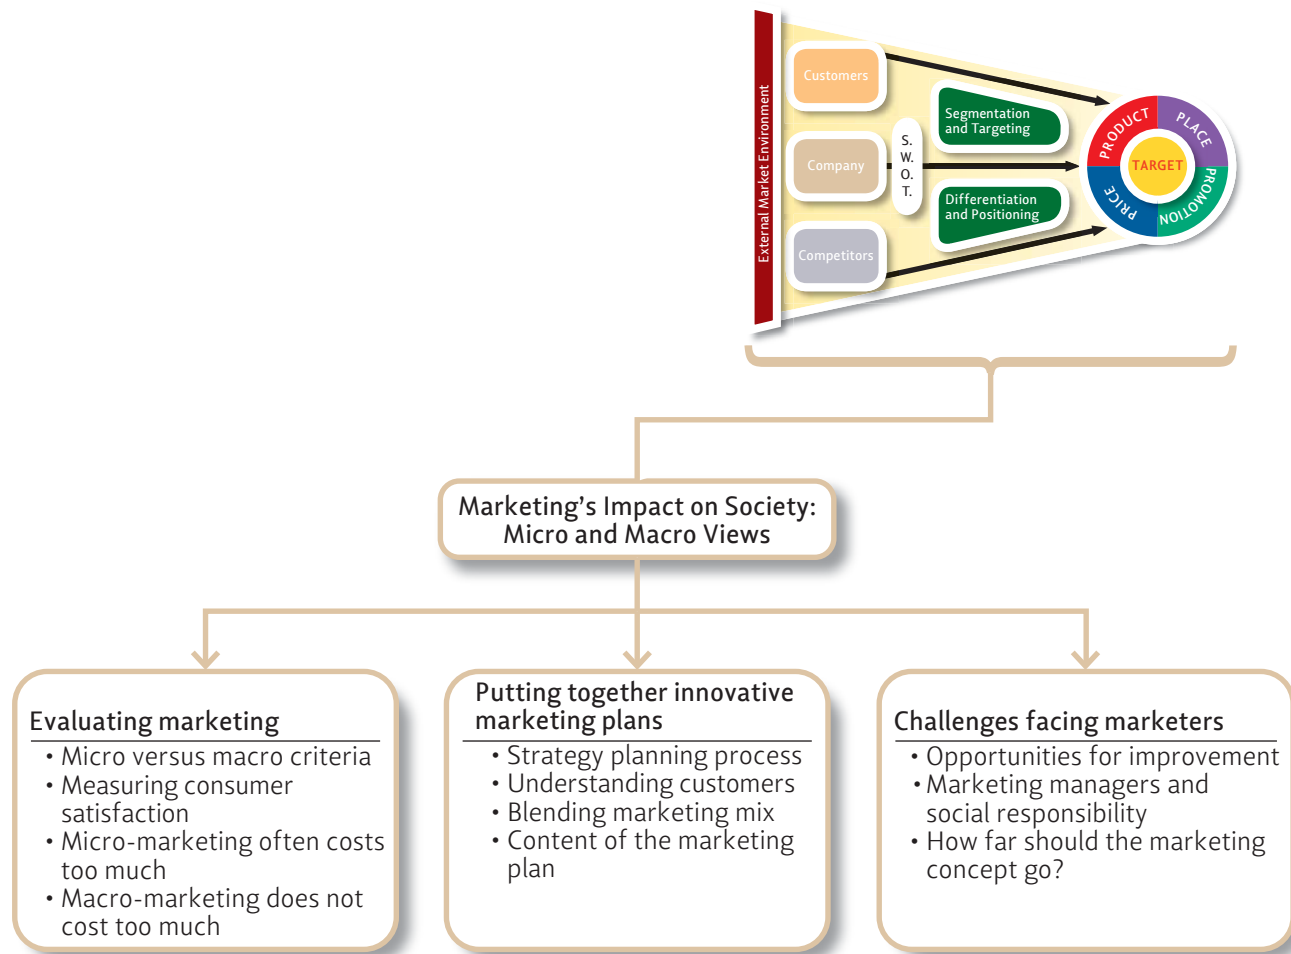 External Market Environment
Customers
Company
Competitors
S.
W.
O.
T.
Segmentation
and Targeting
Differentiation
and Positioning
PRODUCT
PLACE
PRICE
PROMOTION
TARGET
Marketing’s Impact on Society:
Micro and Macro Views
Evaluating marketing
• Micro versus macro criteria
• Measuring consumer
satisfaction
• Micro-marketing often costs
too much
• Macro-marketing does not
cost too much
Putting together innovative
marketing plans
• Strategy planning process
• Understanding customers
• Blending marketing mix
• Content of the marketing
plan
Challenges facing marketers
• Opportunities for improvement
• Marketing managers and
social responsibility
• How far should the marketing
concept go?